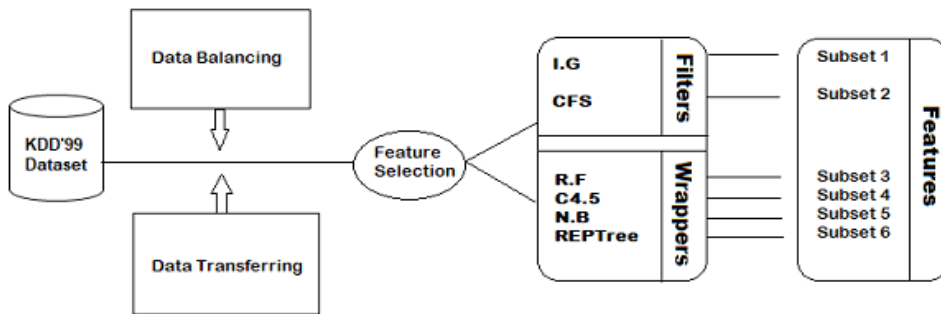 Data Balancing
KDD'99
Dataset
Data Transferring
Feature
Selection
I.G
CFS
Filters
R.F
C4.5
N.B
REPTree
Wrappers
Subset 1
Subset 2
Subset 3
Subset 4
Subset 5
Subset 6
Features